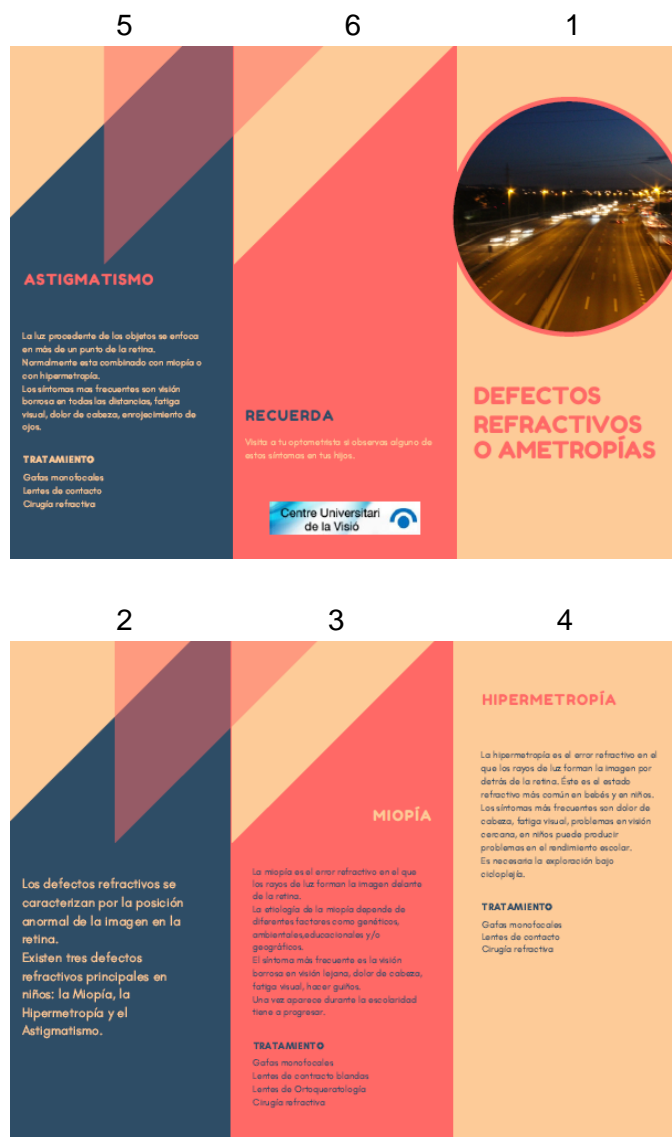 5
6
1
ASTIGMATISMO
La luz procedente de los objetos se enfoca
en más de un punto de la retina.
Normalmente esta combinado con miopía o
con hipermetropía.
Los síntomas mas frecuentes son visión
borrosa en todas las distancias, fatiga
visual, dolor de cabeza, enrojecimiento de
ojos.
TRATAMIENTO
Gafas monofocales
Lentes de contacto
Cirugía refractiva
RECUERDA
Visita a tu optometrista si observas alguno de
estos síntomas en tus hijos.
Centre Universitari
de la Visió
DEFECTOS
REFRACTIVOS
O AMETROPÍAS
2
3
4
Los defectos refractivos se
caracterizan por la posición
anormal de la imagen en la
retina.
Existen tres defectos
refractivos principales en
niños: la Miopía, la
Hipermetropía y el
Astigmatismo.
MIOPÍA
La miopía es el error refractivo en el que
los rayos de luz forman la imagen delante
de la retina.
La etiología de la miopía depende de
diferentes factores como genéticos,
ambientales,educacionales y/o
geográficos.
El síntoma más frecuente es la visión
borrosa en visión lejana, dolor de cabeza,
fatiga visual, hacer guiños.
Una vez aparece durante la escolaridad
tiene a progresar.
TRATAMIENTO
Gafas monofocales
Lentes de contracto blandas
Lentes de Ortoqueratología
Cirugía refractiva
HIPERMETROPÍA
La hipermetropía es el error refractivo en el
que los rayos de luz forman la imagen por
detrás de la retina. Éste es el estado
refractivo más común en bebés y en niños.
Los síntomas más frecuentes son dolor de
cabeza, fatiga visual, problemas en visión
cercana, en niños puede producir
problemas en el rendimiento escolar.
Es necesaria la exploración bajo
cicloplejía.
TRATAMIENTO
Gafas monofocales
Lentes de contacto
Cirugía refractiva